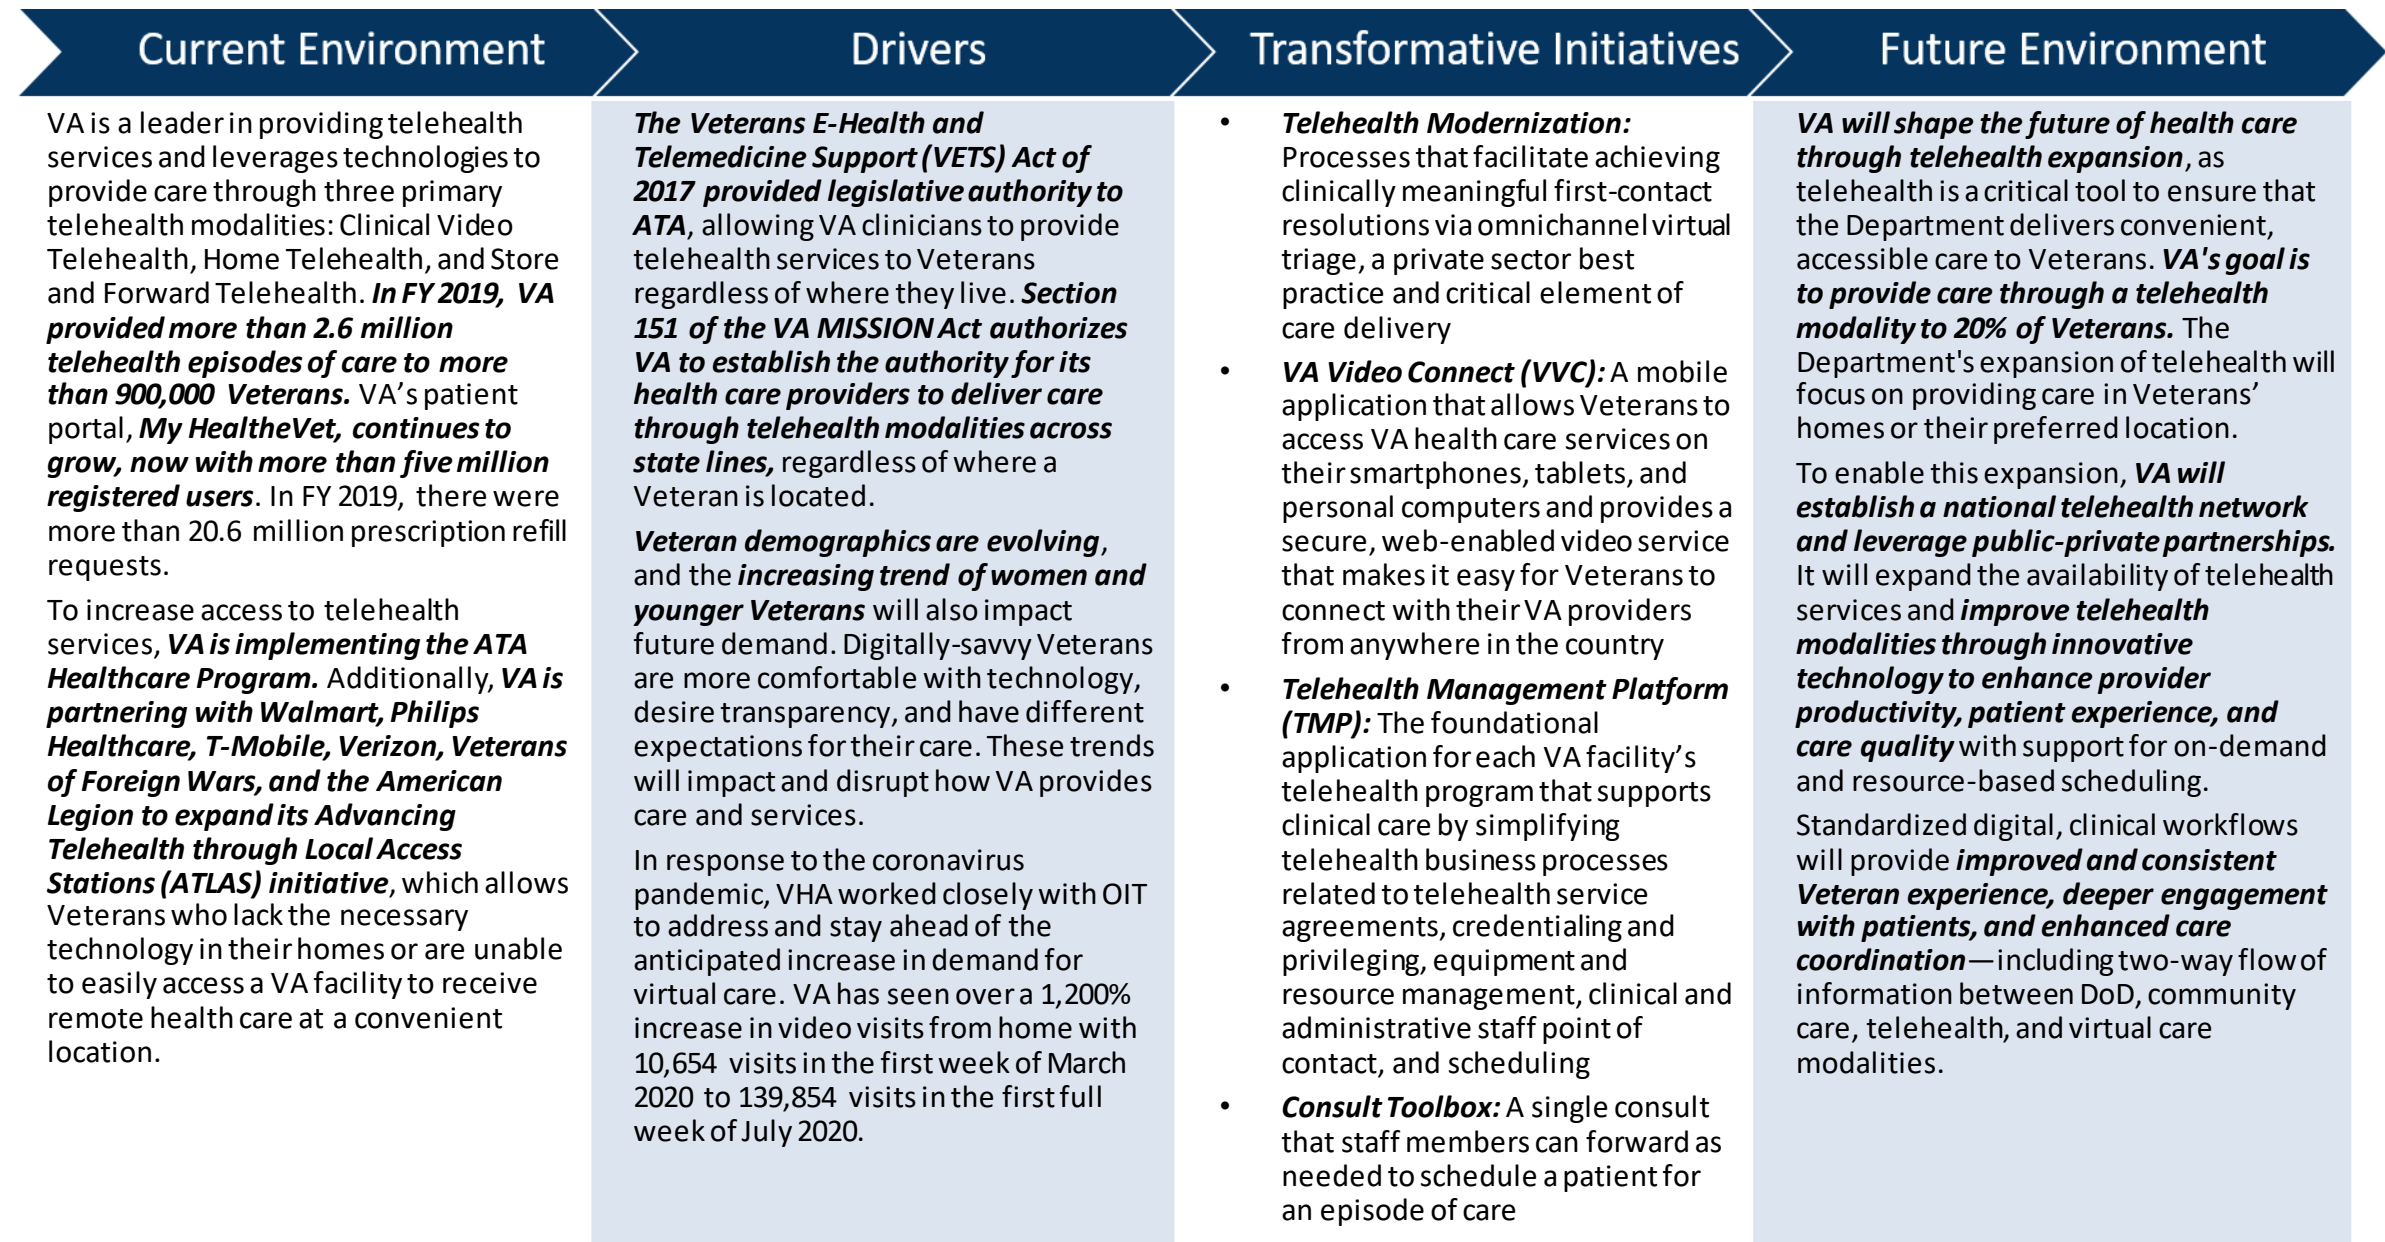 Current Environment
Drivers
Transformative Initiatives
Future Environment
VA is a leader in providing telehealth
services and leverages technologies to
provide care through three primary
telehealth modalities: Clinical Video
Telehealth, Home Telehealth, and Store
and Forward Telehealth. In FY 2019, VA
provided more than 2.6 million
telehealth episodes of care to more
than 900,000 Veterans. VA’s patient
portal, My HealtheVet, continues to
grow, now with more than five million
registered users. In FY 2019, there were
more than 20.6 million prescription refill
requests.
To increase access to telehealth
services, VA is implementing the ATA
Healthcare Program. Additionally, VA is
partnering with Walmart, Philips
Healthcare, T-Mobile, Verizon, Veterans
of Foreign Wars, and the American
Legion to expand its Advancing
Telehealth through Local Access
Stations (ATLAS) initiative, which allows
Veterans who lack the necessary
technology in their homes or are unable
to easily access a VA facility to receive
remote health care at a convenient
location.
The Veterans E-Health and
Telemedicine Support (VETS) Act of
2017 provided legislative authority to
ATA, allowing VA clinicians to provide
telehealth services to Veterans
regardless of where they live. Section
151 of the VA MISSION Act authorizes
VA to establish the authority for its
health care providers to deliver care
through telehealth modalities across
state lines, regardless of where a
Veteran is located.
Veteran demographics are evolving,
and the increasing trend of women and
younger Veterans will also impact
future demand. Digitally-savvy Veterans
are more comfortable with technology,
desire transparency, and have different
expectations for their care. These trends
will impact and disrupt how VA provides
care and services.
In response to the coronavirus
pandemic, VHA worked closely with OIT
to address and stay ahead of the
anticipated increase in demand for
virtual care. VA has seen over a 1,200%
increase in video visits from home with
10,654 visits in the first week of March
2020 to 139,854 visits in the first full
week of July 2020.
• Telehealth Modernization:
Processes that facilitate achieving
clinically meaningful first-contact
resolutions via omnichannel virtual
triage, a private sector best
practice and critical element of
care delivery
• VA Video Connect (VVC): A mobile
application that allows Veterans to
access VA health care services on
their smartphones, tablets, and
personal computers and provides a
secure, web-enabled video service
that makes it easy for Veterans to
connect with their VA providers
from anywhere in the country
• Telehealth Management Platform
(TMP): The foundational
application for each VA facility’s
telehealth program that supports
clinical care by simplifying
telehealth business processes
related to telehealth service
agreements, credentialing and
privileging, equipment and
resource management, clinical and
administrative staff point of
contact, and scheduling
• Consult Toolbox: A single consult
that staff members can forward as
needed to schedule a patient for
an episode of care
VA will shape the future of health care
through telehealth expansion, as
telehealth is a critical tool to ensure that
the Department delivers convenient,
accessible care to Veterans. VA's goal is
to provide care through a telehealth
modality to 20% of Veterans. The
Department's expansion of telehealth will
focus on providing care in Veterans’
homes or their preferred location.
To enable this expansion, VA will
establish a national telehealth network
and leverage public-private partnerships.
It will expand the availability of telehealth
services and improve telehealth
modalities through innovative
technology to enhance provider
productivity, patient experience, and
care quality with support for on-demand
and resource-based scheduling.
Standardized digital, clinical workflows
will provide improved and consistent
Veteran experience, deeper engagement
with patients, and enhanced care
coordination—including two-way flow of
information between DoD, community
care, telehealth, and virtual care
modalities.